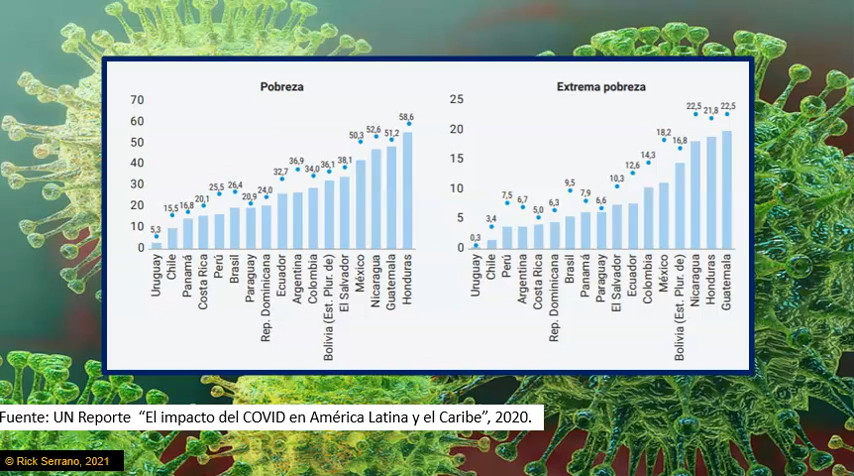 Pobreza
70
60
50
40
30
20
10
0
5,3
15,5
16,8
20,1
25,5
26,4
20,9
24,0
32,7
36,9
34,0
36,1
38,1
50,3
52,6
51,2
58,6
Uruguay
Chile
Panamá
Costa Rica
Perú
Brasil
Paraguay
Rep. Dominicana
Ecuador
Argentina
Colombia
Bolivia (Est. Plur. de)
El Salvador
México
Nicaragua
Guatemala
Honduras
Extrema pobreza
25
20
15
10
5
0
0,3
3,4
7,5
6,7
5,0
6,3
9,5
7,9
6,6
10,3
12,6
14,3
18,2
16,8
22,5
21,8
22,5
Uruguay
Chile
Perú
Argentina
Costa Rica
Rep. Dominicana
Brasil
Panamá
Paraguay
El Salvador
Ecuador
Colombia
México
Bolivia (Est. Plur. de)
Nicaragua
Honduras
Guatemala
Fuente: UN Reporte “El impacto del COVID en América Latina y el Caribe”, 2020.
© Rick Serrano, 2021